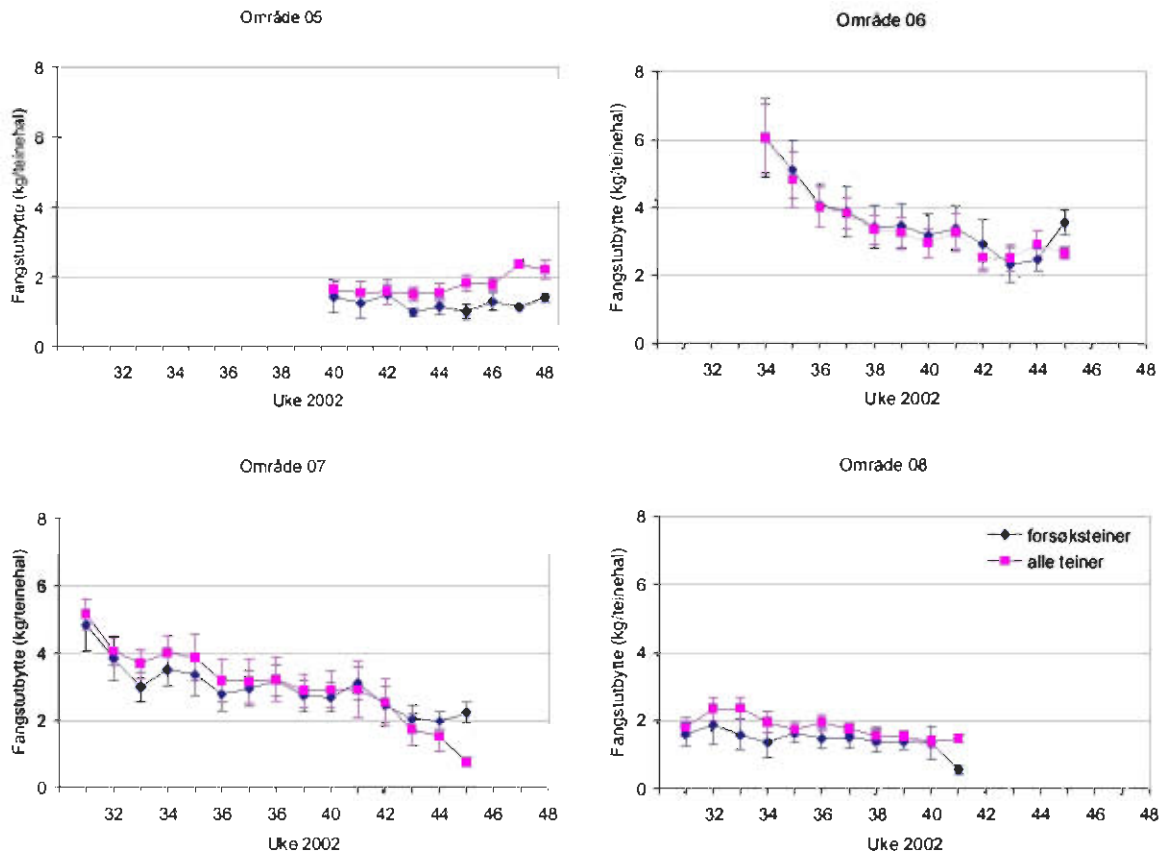 Område 05
Fangstutbytte (kg/teinehal)
8
6
4
2
0
32 34 36 38 40 42 44 46 48
Uke 2002
Område 06
Fangstutbytte (kg/teinehal)
8
6
4
2
0
32 34 36 38 40 42 44 46 48
Uke 2002
Område 07
Fangstutbytte (kg/teinehal)
8
6
4
2
0
32 34 36 38 40 42 44 46 48
Uke 2002
Område 08
Fangstutbytte (kg/teinehal)
8
6
4
2
0
forsøksteiner
alle teiner
32 34 36 38 40 42 44 46 48
Uke 2002